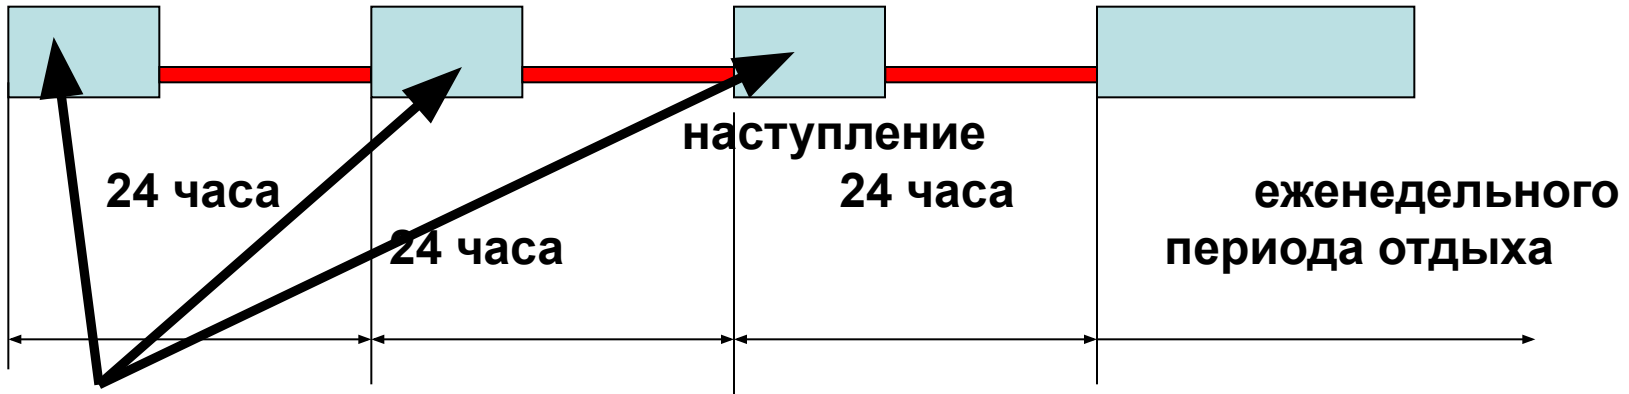 наступление
24 часа 24 часа еженедельного
24 часа периода отдыха